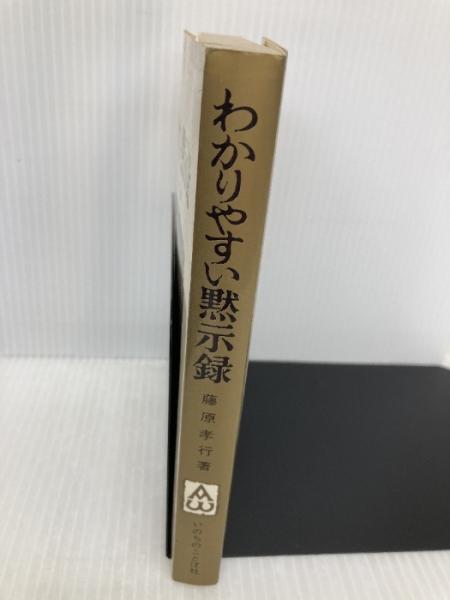 わかりやすい黙示録
藤原孝行著
いのちのことば社